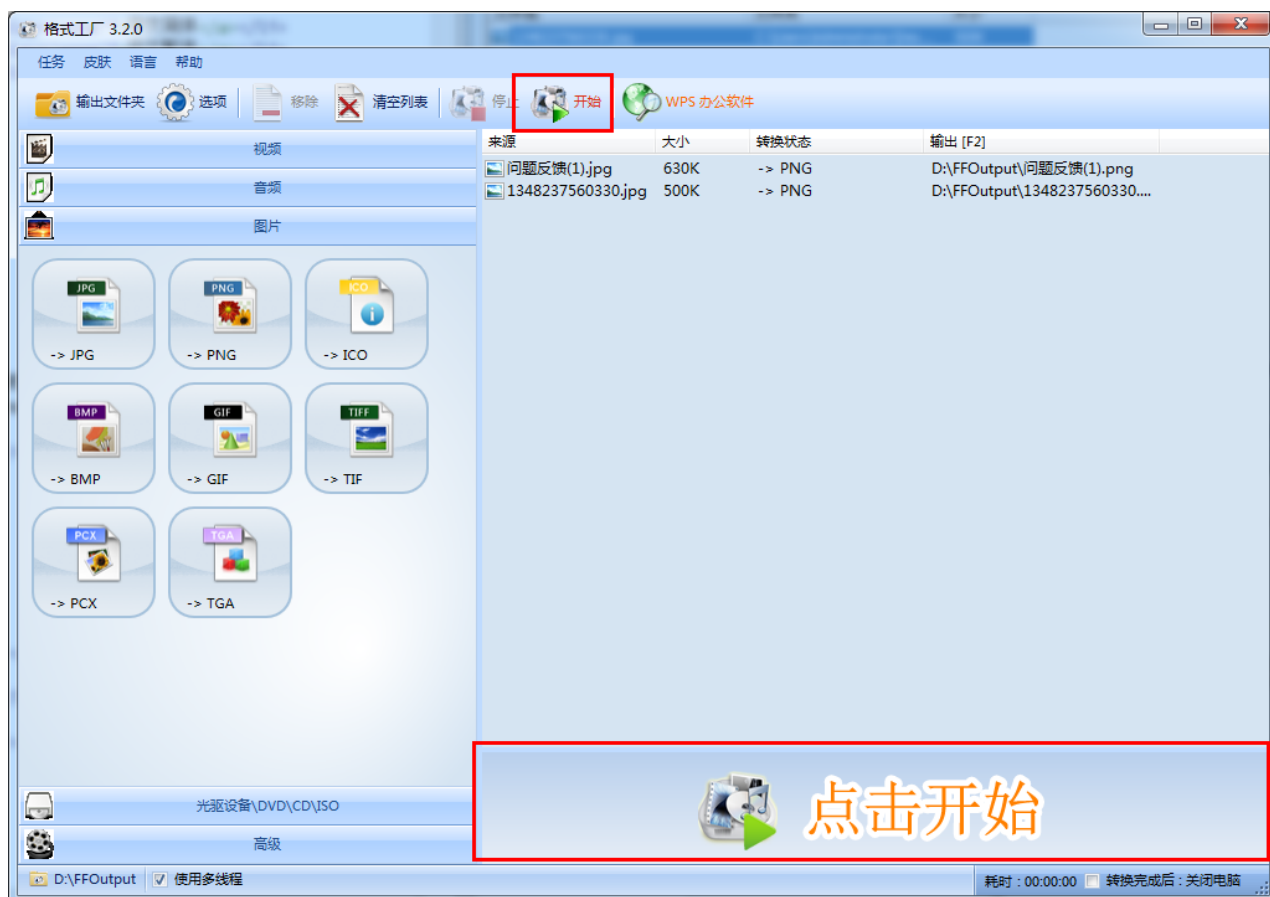 格式工厂 3.2.0
任务 皮肤 语言 帮助
输出文件夹 选项 移除 清空列表 停止 开始 WPS 办公软件
视频
音频
图片
JPG PNG ICO
-> JPG -> PNG -> ICO
BMP GIF TIFF
-> BMP -> GIF -> TIF
PCX TGA
-> PCX -> TGA
光驱设备\DVD\CD\ISO
高级
来源 大小 转换状态 输出 [F2]
问题反馈(1).jpg 630K -> PNG D:\FFOutput\问题反馈(1).png
1348237560330.jpg 500K -> PNG D:\FFOutput\1348237560330....
点击开始
D:\FFOutput 使用多线程 耗时 : 00:00:00 转换完成后 : 关闭电脑